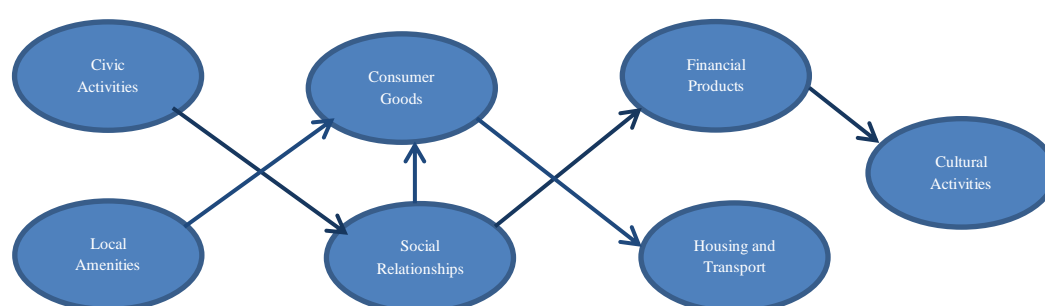 Civic
Activities
Consumer
Goods
Financial
Products
Cultural
Activities
Local
Amenities
Social
Relationships
Housing and
Transport